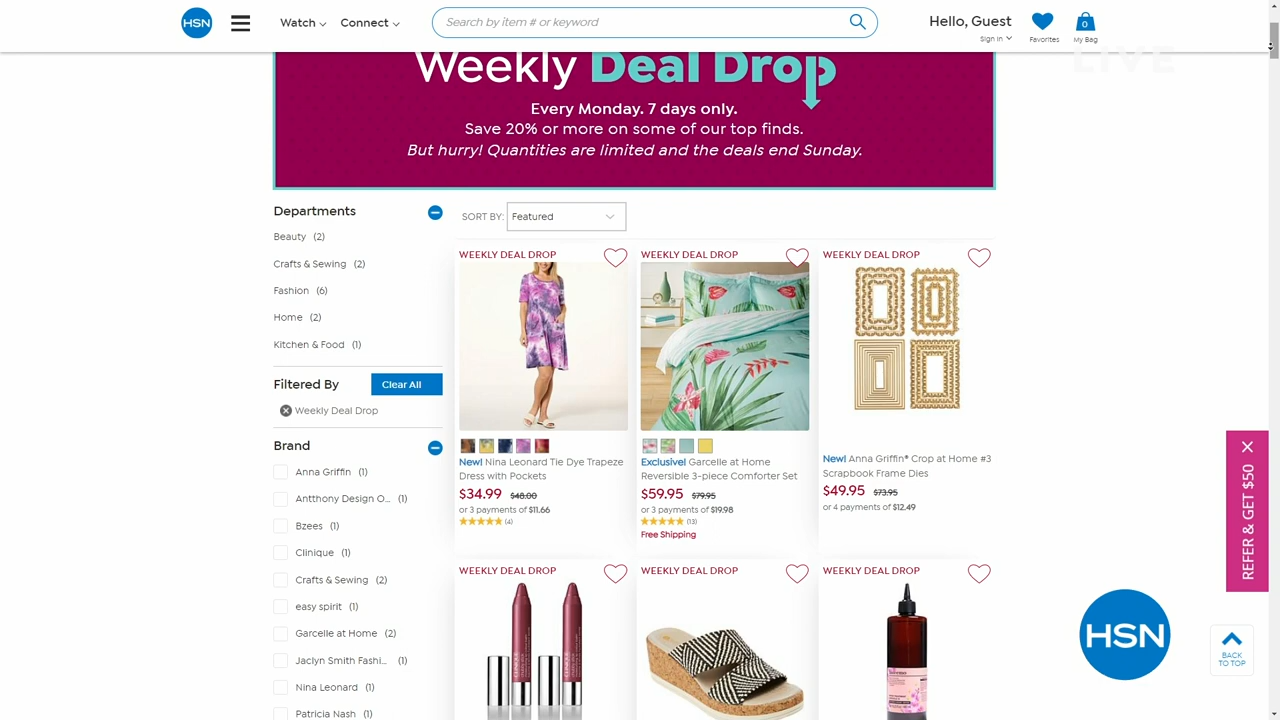 HSN
Watch
Connect
Search by item # or keyword
Hello, Guest
Sign In
Favorites
0
My Bag
LIVE
Weekly Deal Drop
Every Monday. 7 days only.
Save 20% or more on some of our top finds.
But hurry! Quantities are limited and the deals end Sunday.
Departments
Beauty (2)
Crafts & Sewing (2)
Fashion (6)
Home (2)
Kitchen & Food (1)
Filtered By
Clear All
Weekly Deal Drop
Brand
Anna Griffin (1)
Antthony Design O... (1)
Bzees (1)
Clinique (1)
Crafts & Sewing (2)
easy spirit (1)
Garcelle at Home (2)
Jaclyn Smith Fashi... (1)
Nina Leonard (1)
Patricia Nash (1)
SORT BY:
Featured
WEEKLY DEAL DROP
New! Nina Leonard Tie Dye Trapeze
Dress with Pockets
$34.99 $48.00
or 3 payments of $11.66
(4)
WEEKLY DEAL DROP
Exclusive! Garcelle at Home
Reversible 3-piece Comforter Set
$59.95 $79.95
or 3 payments of $19.98
(13)
Free Shipping
WEEKLY DEAL DROP
New! Anna Griffin® Crop at Home #3
Scrapbook Frame Dies
$49.95 $73.95
or 4 payments of $12.49
WEEKLY DEAL DROP
WEEKLY DEAL DROP
WEEKLY DEAL DROP
REFER & GET $50
HSN
BACK
TO TOP